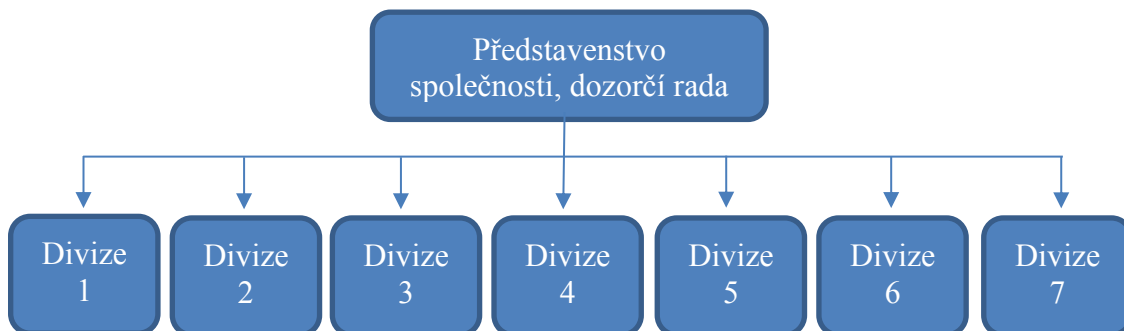 Představenstvo
společnosti, dozorčí rada
Divize
1
Divize
2
Divize
3
Divize
4
Divize
5
Divize
6
Divize
7